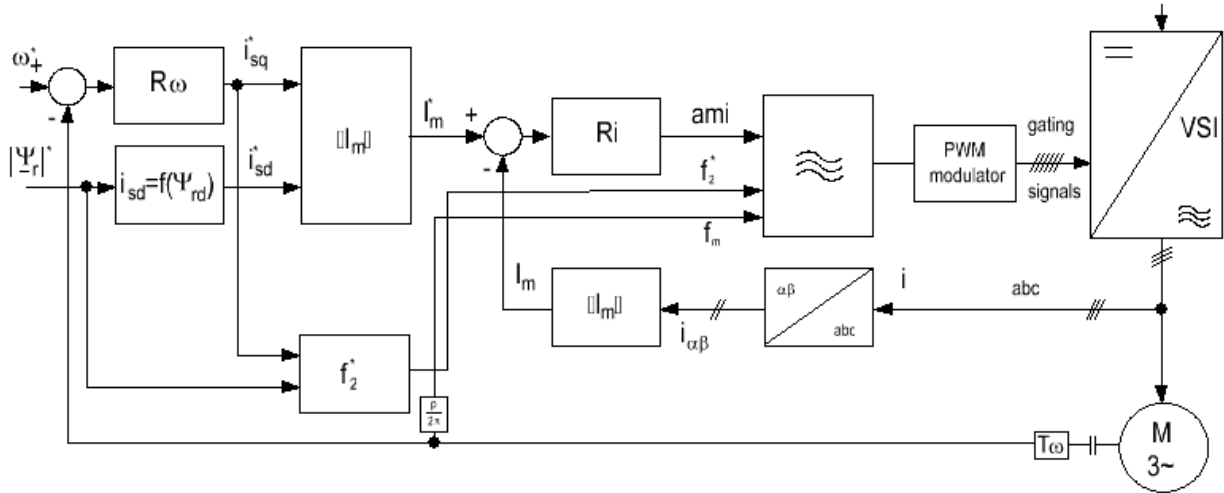 ω*
+
-
Rω
i*sq
|Ψr|*
isd=f(Ψrd)
i*sd
▯Im▯
I*m
+
-
Ri
ami
f*2
fm
PWM
modulator
gating
signals
VSI
Im
▯Im▯
iαβ
αβ
abc
i
abc
f*2
p
2π
Tω
M
3~